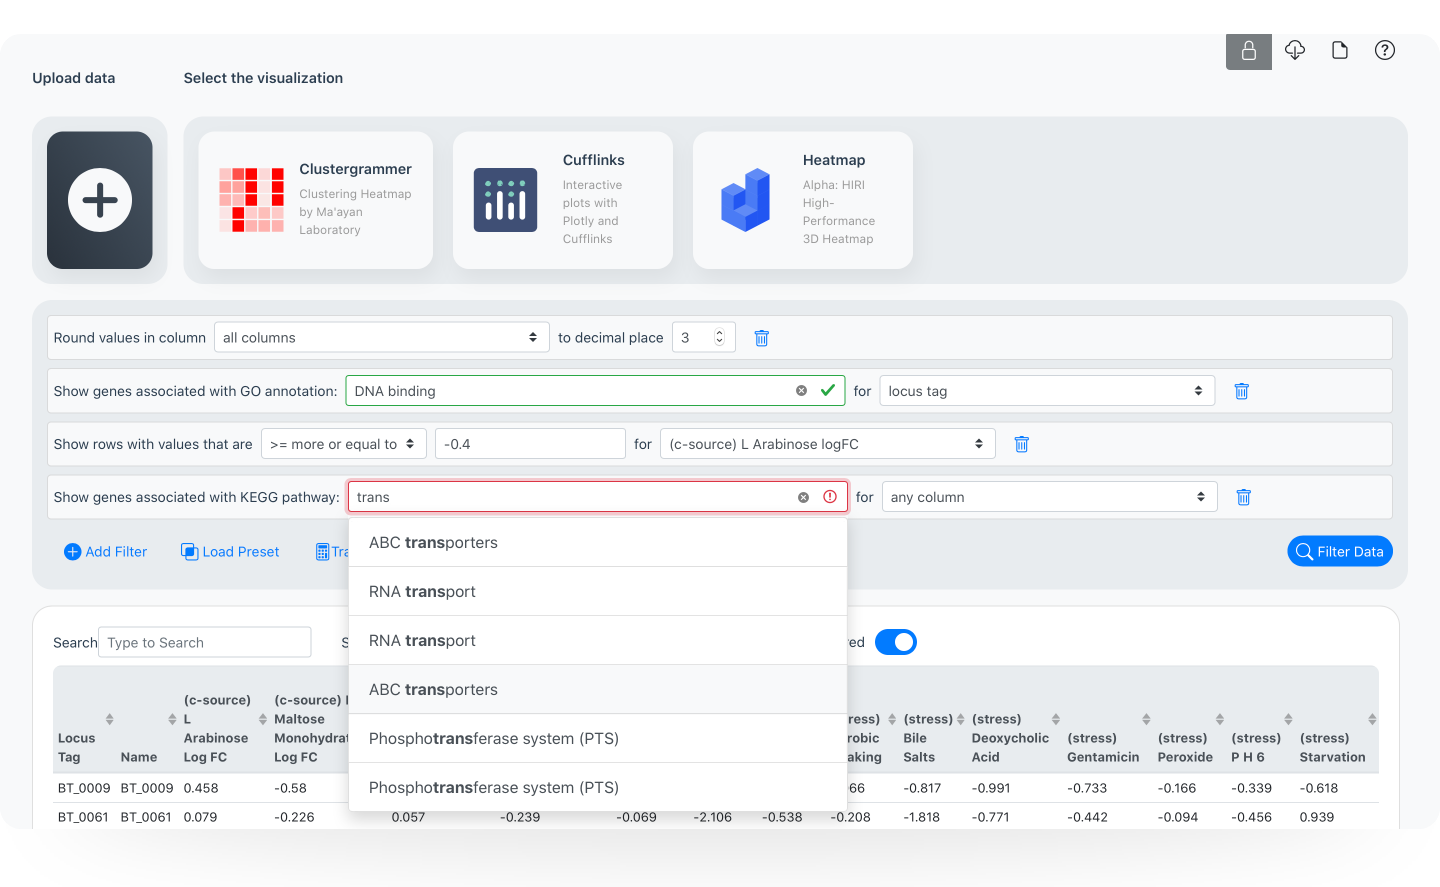 Upload data
Select the visualization
Clustergrammer
Clustering Heatmap
by Ma'ayan
Laboratory
Cufflinks
Interactive
plots with
Plotly and
Cufflinks
Heatmap
Alpha: HIRI
High-
Performance
3D Heatmap
Round values in column all columns to decimal place 3
Show genes associated with GO annotation: DNA binding for locus tag
Show rows with values that are >= more or equal to -0.4 for (c-source) L Arabinose logFC
Show genes associated with KEGG pathway: trans for any column
ABC transporters
RNA transport
RNA transport
ABC transporters
Phosphotransferase system (PTS)
Phosphotransferase system (PTS)
Add Filter Load Preset Tra Filter Data
Search Type to Search S ed
Locus
Tag
Name
(c-source)
L
Arabinose
Log FC
(c-source)
Maltose
Monohydrat
Log FC
ress)
robic
aking
(stress)
Bile
Salts
(stress)
Deoxycholic
Acid
(stress)
Gentamicin
(stress)
Peroxide
(stress)
P H 6
(stress)
Starvation
BT_0009 BT_0009 0.458 -0.58 66 -0.817 -0.991 -0.733 -0.166 -0.339 -0.618
BT_0061 BT_0061 0.079 -0.226 0.057 -0.239 -0.069 -2.106 -0.538 -0.208 -1.818 -0.771 -0.442 -0.094 -0.456 0.939